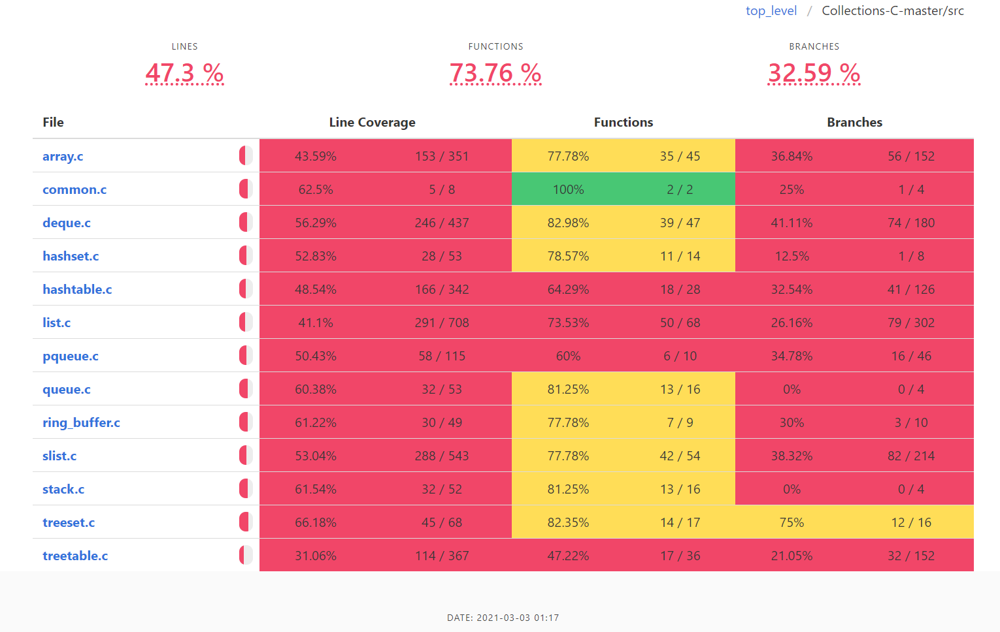 top_level / Collections-C-master/src
LINES FUNCTIONS BRANCHES
47.3 % 73.76 % 32.59 %
File Line Coverage Functions Branches
array.c 43.59% 153 / 351 77.78% 35 / 45 36.84% 56 / 152
common.c 62.5% 5 / 8 100% 2 / 2 25% 1 / 4
deque.c 56.29% 246 / 437 82.98% 39 / 47 41.11% 74 / 180
hashset.c 52.83% 28 / 53 78.57% 11 / 14 12.5% 1 / 8
hashtable.c 48.54% 166 / 342 64.29% 18 / 28 32.54% 41 / 126
list.c 41.1% 291 / 708 73.53% 50 / 68 26.16% 79 / 302
pqueue.c 50.43% 58 / 115 60% 6 / 10 34.78% 16 / 46
queue.c 60.38% 32 / 53 81.25% 13 / 16 0% 0 / 4
ring_buffer.c 61.22% 30 / 49 77.78% 7 / 9 30% 3 / 10
slist.c 53.04% 288 / 543 77.78% 42 / 54 38.32% 82 / 214
stack.c 61.54% 32 / 52 81.25% 13 / 16 0% 0 / 4
treeset.c 66.18% 45 / 68 82.35% 14 / 17 75% 12 / 16
treetable.c 31.06% 114 / 367 47.22% 17 / 36 21.05% 32 / 152
DATE: 2021-03-03 01:17